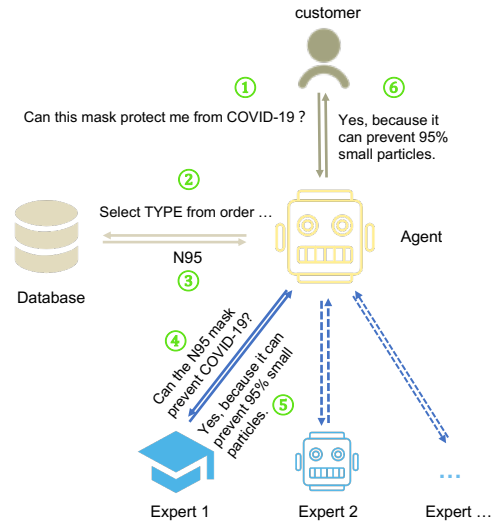 customer
①
⑥
Can this mask protect me from COVID-19 ?
Yes, because it
can prevent 95%
small particles.
②
Select TYPE from order ...
Agent
N95
③
Database
④
Can the N95 mask
prevent COVID-19?
Yes, because it can
prevent 95% small
particles.
⑤
...
Expert 1
Expert 2
Expert ...